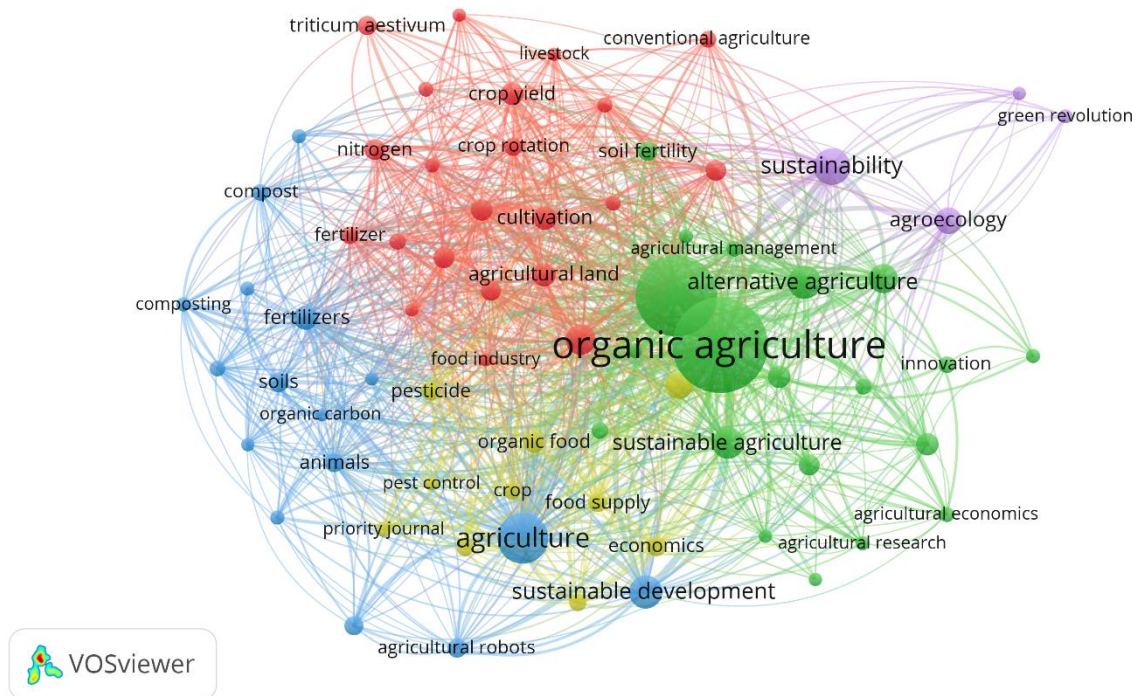 triticum aestivum
conventional agriculture
livestock
crop yield
green revolution
nitrogen
crop rotation
soil fertility
sustainability
compost
cultivation
agroecology
fertilizer
agricultural management
agricultural land
alternative agriculture
composting
fertilizers
organic agriculture
food industry
innovation
soils
pesticide
organic carbon
organic food
sustainable agriculture
animals
pest control
crop
food supply
priority journal
agricultural economics
agriculture
economics
agricultural research
sustainable development
agricultural robots
VOSviewer